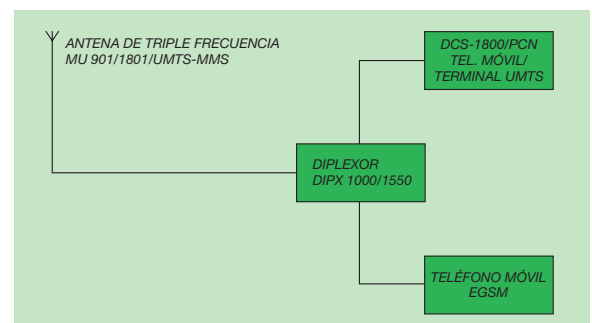 ANTENA DE TRIPLE FRECUENCIA
MU 901/1801/UMTS-MMS
DCS-1800/PCN
TEL. MÓVIL/
TERMINAL UMTS
DIPLEXOR
DIPX 1000/1550
TELÉFONO MÓVIL
EGSM